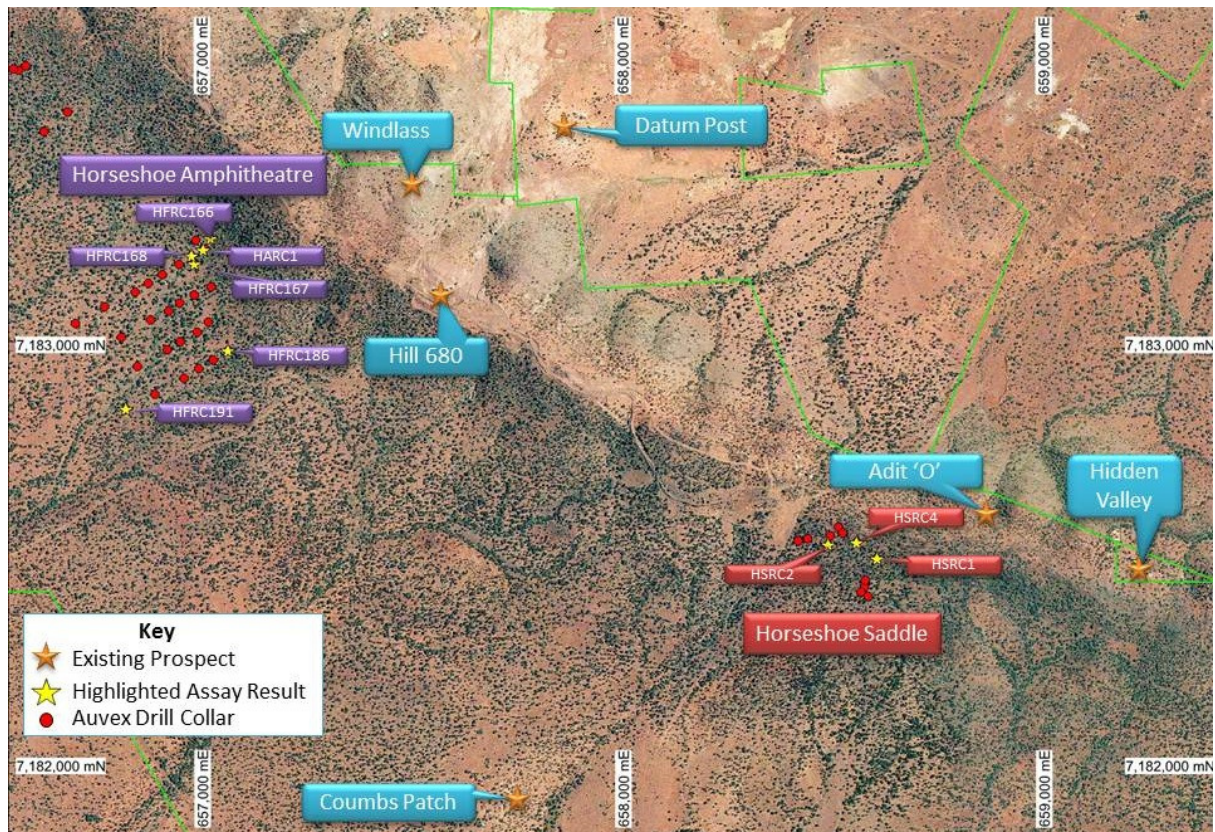 657,000 mE
658,000 mE
659,000 mE
Windlass
Datum Post
Horseshoe Amphitheatre
HFRC166
HFRC168
HARC1
HFRC167
7,183,000 mN
7,183,000 mN
Hill 680
HFRC186
HFRC191
Adit ‘O’
Hidden
Valley
HSRC4
HSRC2
HSRC1
Horseshoe Saddle
Key
Existing Prospect
Highlighted Assay Result
Auvex Drill Collar
7,182,000 mN
7,182,000 mN
657,000 mE
658,000 mE
659,000 mE
Coumbs Patch